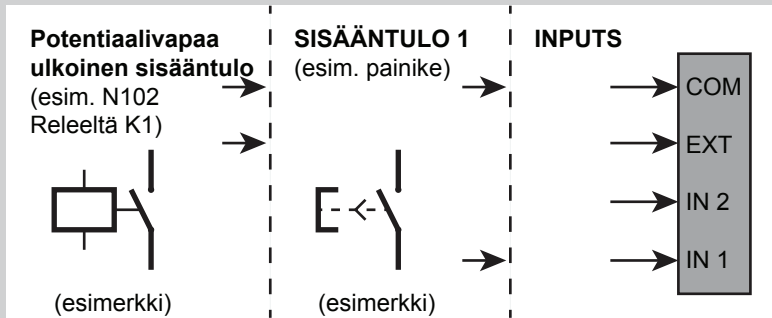 Potentiaalivapaa
ulkoinen sisääntulo
(esim. N102
Releeltä K1)
(esimerkki)
SISÄÄNTULO 1
(esim. painike)
(esimerkki)
INPUTS
COM
EXT
IN 2
IN 1